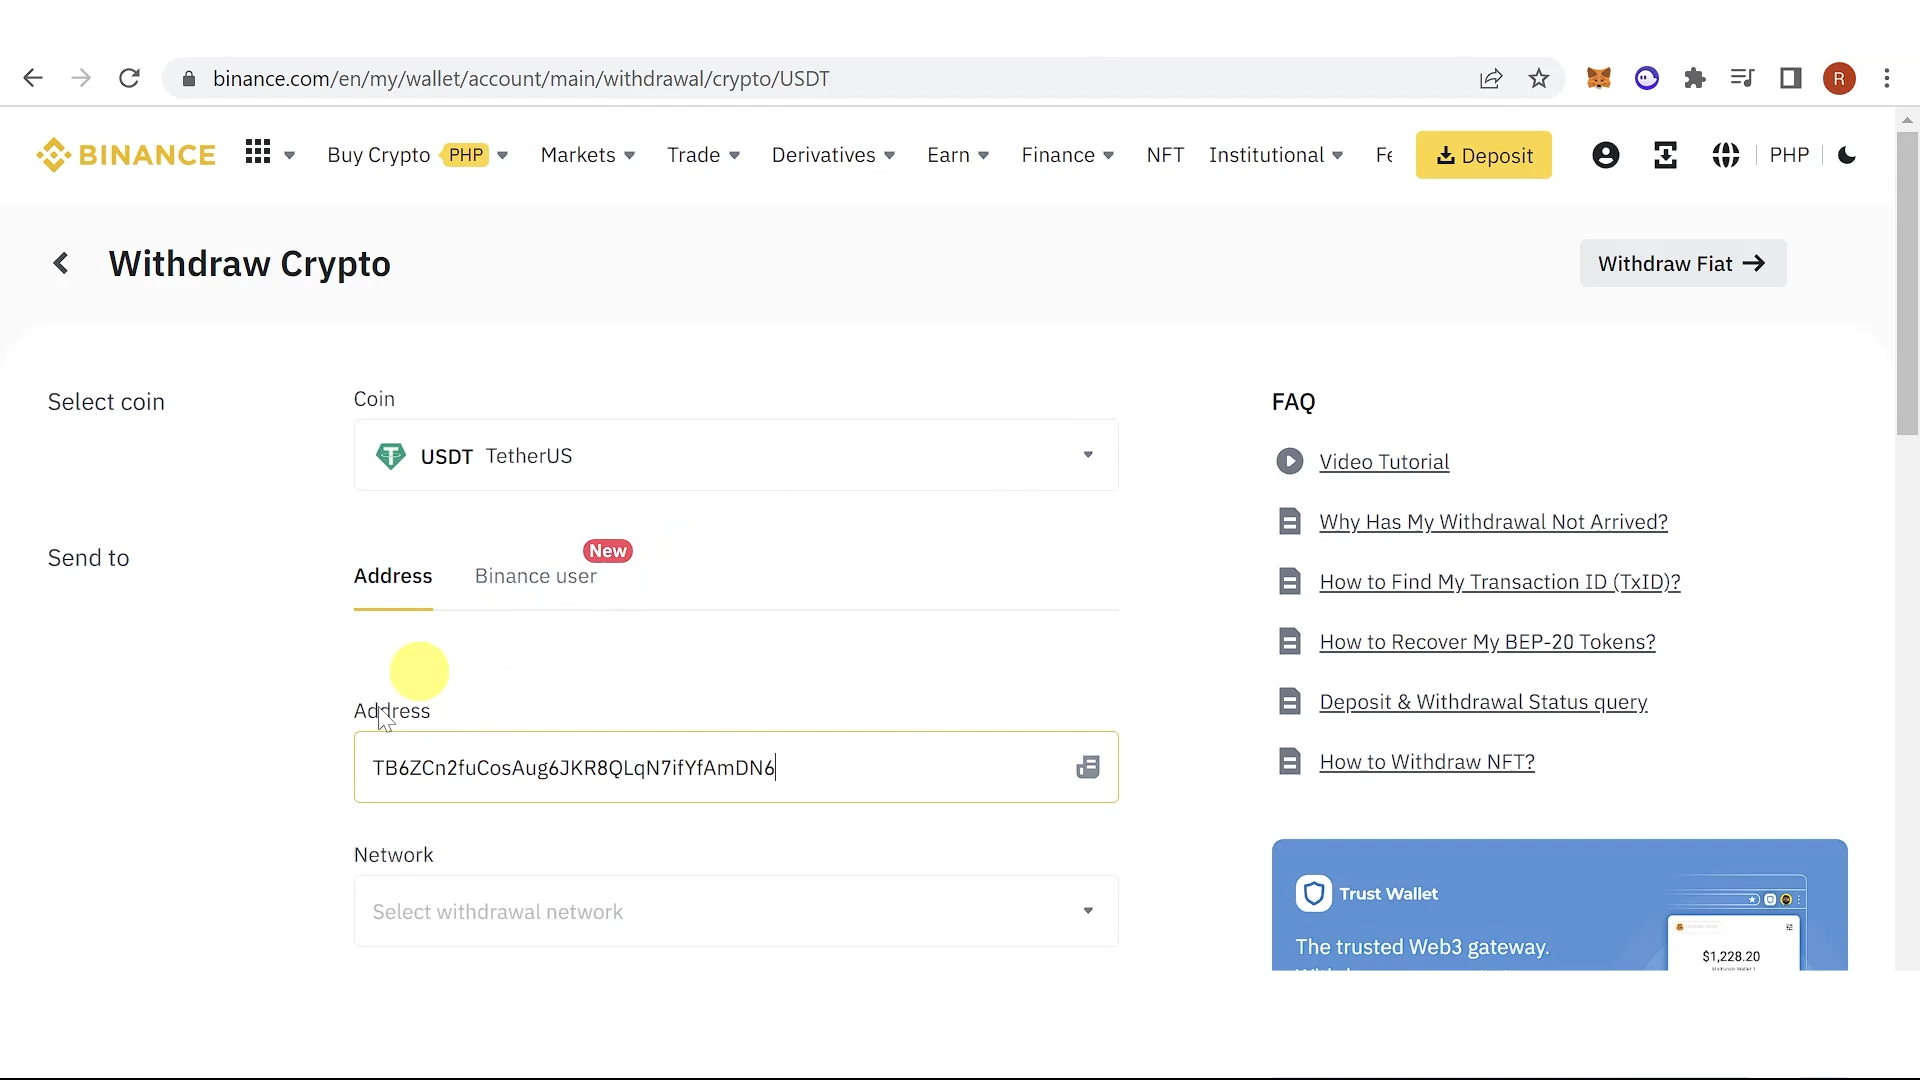 binance.com/en/my/wallet/account/main/withdrawal/crypto/USDT
R
BINANCE
Buy Crypto PHP Markets Trade Derivatives Earn Finance NFT Institutional Fe Deposit PHP
Withdraw Crypto
Withdraw Fiat
Select coin
Coin
USDT TetherUS
Send to
Address Binance user New
Address
TB6ZCn2fuCosAug6JKR8QLqN7ifYfAmDN6
Network
Select withdrawal network
FAQ
Video Tutorial
Why Has My Withdrawal Not Arrived?
How to Find My Transaction ID (TxID)?
How to Recover My BEP-20 Tokens?
Deposit & Withdrawal Status query
How to Withdraw NFT?
Trust Wallet
The trusted Web3 gateway.
$1,228.20